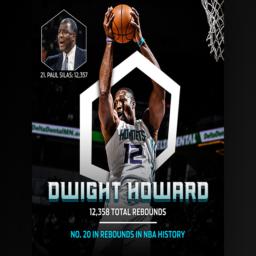 21. PAUL SILAS: 12,357
HORNETS
12
DWIGHT HOWARD
12,358 TOTAL REBOUNDS
NO. 20 IN REBOUNDS IN NBA HISTORY